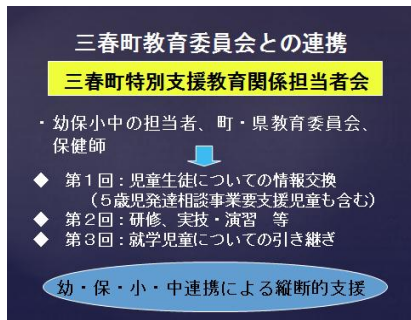 三春町教育委員会との連携
三春町特別支援教育関係担当者会
・幼保小中の担当者、町・県教育委員会、
保健師
◆ 第1回：児童生徒についての情報交換
（5歳児発達相談事業要支援児童も含む）
◆ 第2回：研修、実技・演習 等
◆ 第3回：就学児童についての引き継ぎ
幼・保・小・中連携による縦断的支援